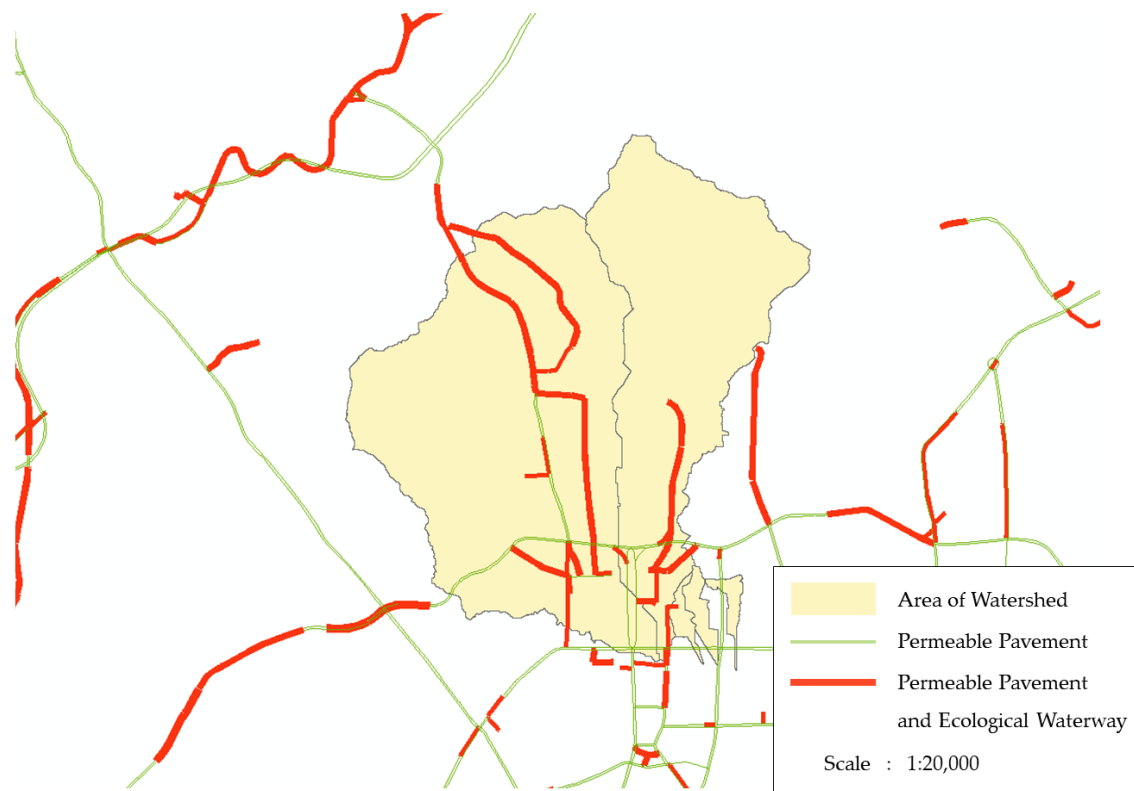 Area of Watershed
Permeable Pavement
Permeable Pavement
and Ecological Waterway
Scale : 1:20,000